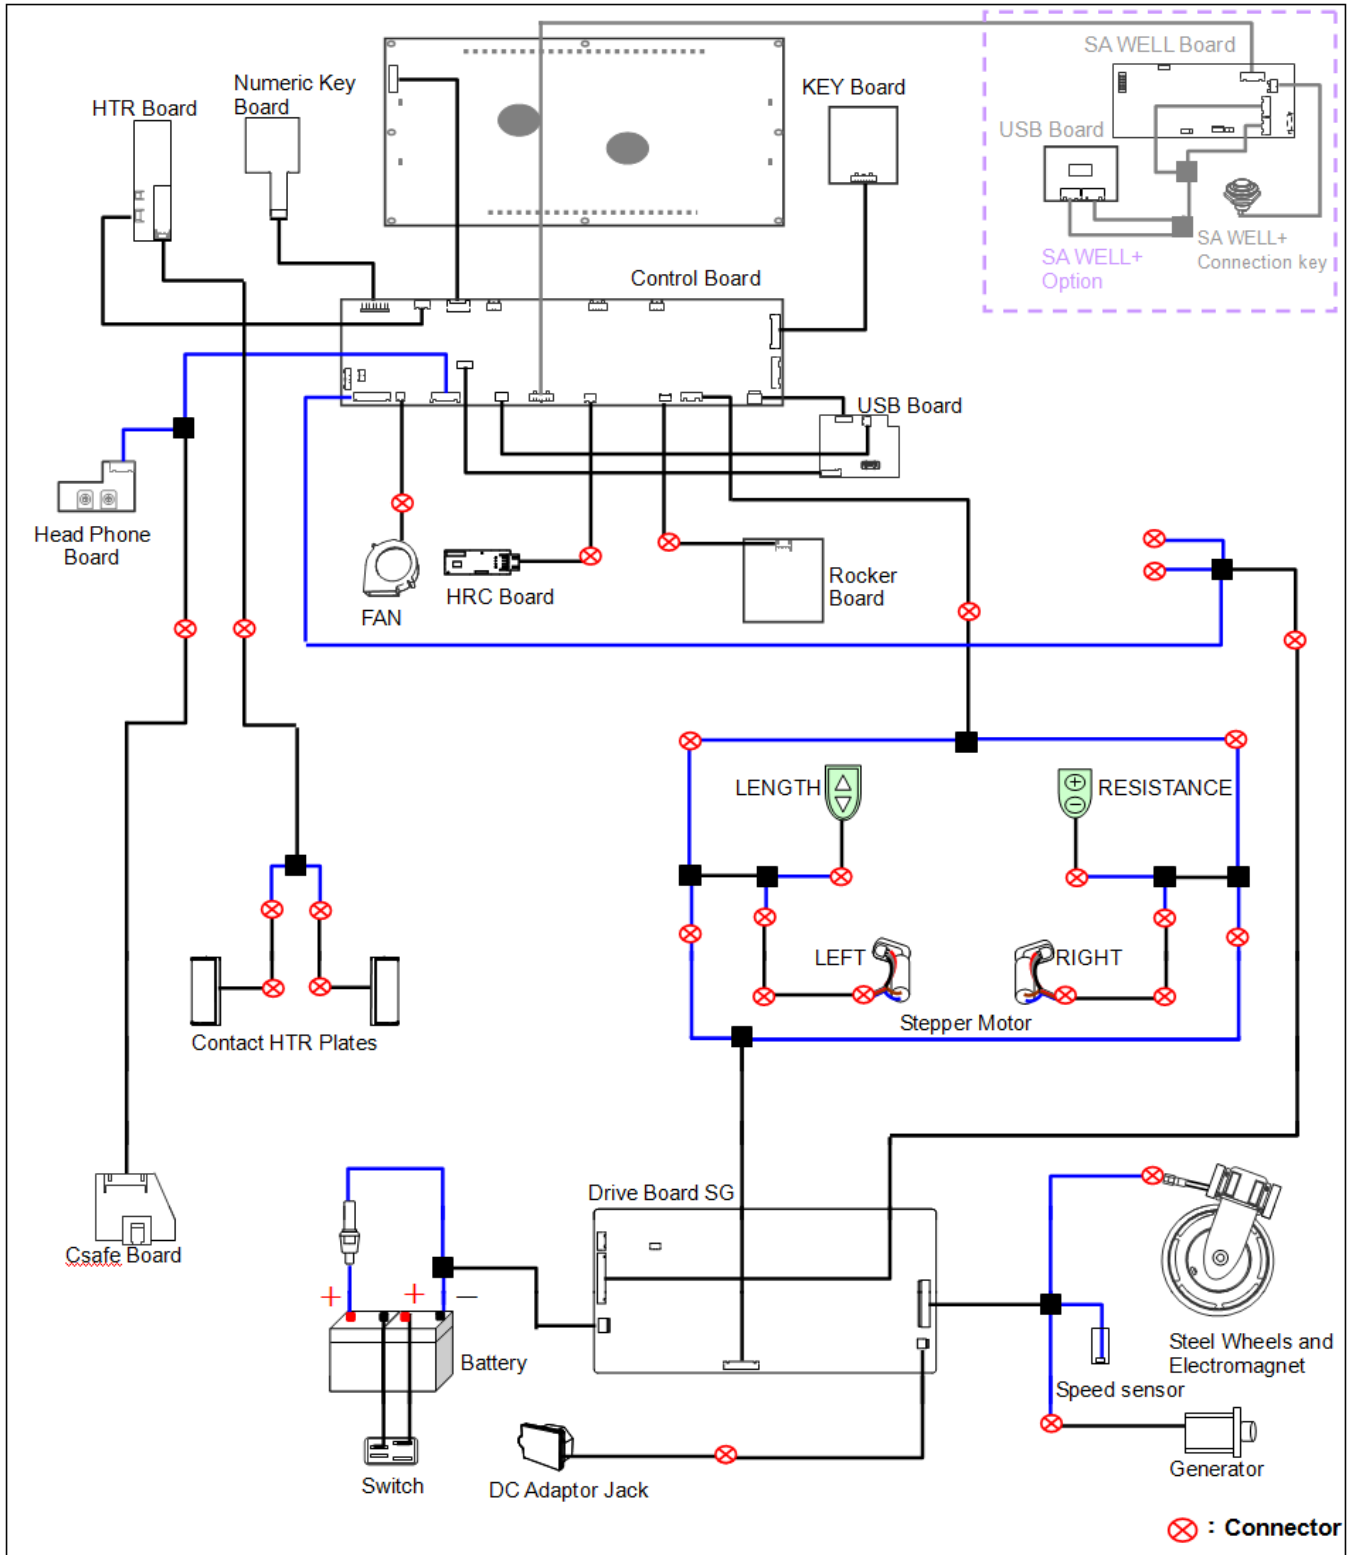 SA WELL Board
Numeric Key
Board
KEY Board
HTR Board
USB Board
SA WELL+
Connection key
SA WELL+
Option
Control Board
USB Board
Head Phone
Board
HRC Board
Rocker
Board
FAN
LENGTH
RESISTANCE
LEFT
RIGHT
Stepper Motor
Contact HTR Plates
Drive Board SG
Csafe Board
+
+
−
Battery
Steel Wheels and
Electromagnet
Speed sensor
Switch
DC Adaptor Jack
Generator
: Connector